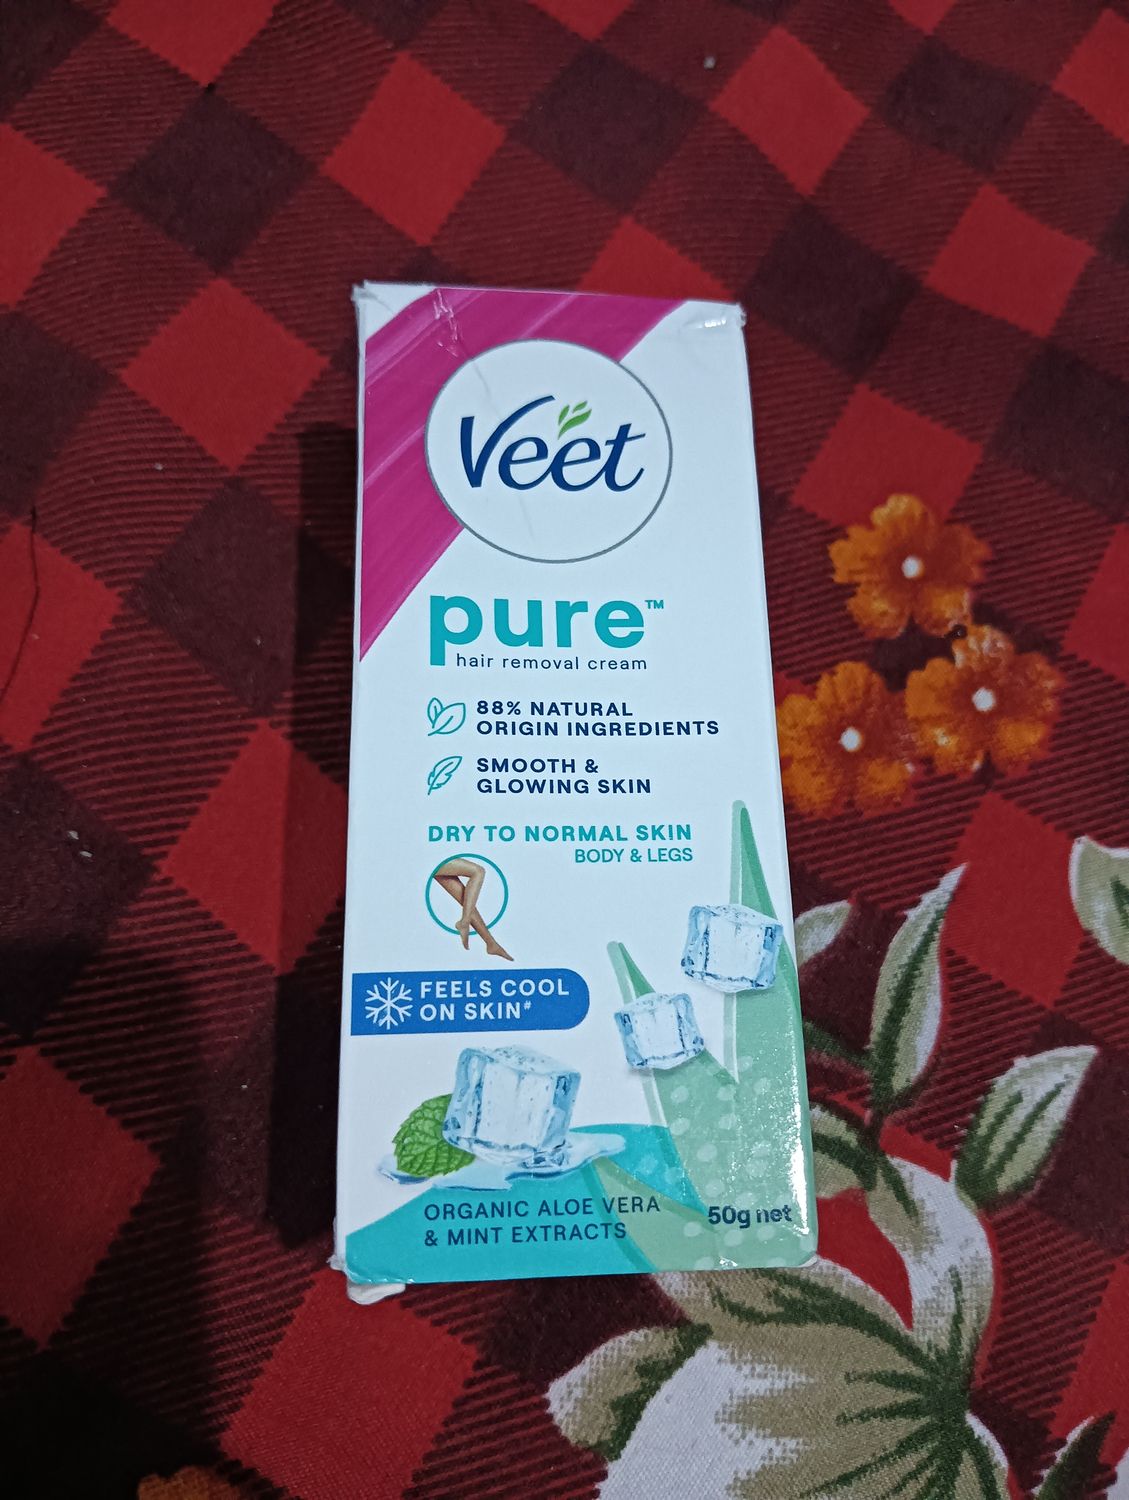 Veet
pure™
hair removal cream
88% NATURAL
ORIGIN INGREDIENTS
SMOOTH &
GLOWING SKIN
DRY TO NORMAL SKIN
BODY & LEGS
FEELS COOL
ON SKIN#
ORGANIC ALOE VERA
& MINT EXTRACTS
50g net